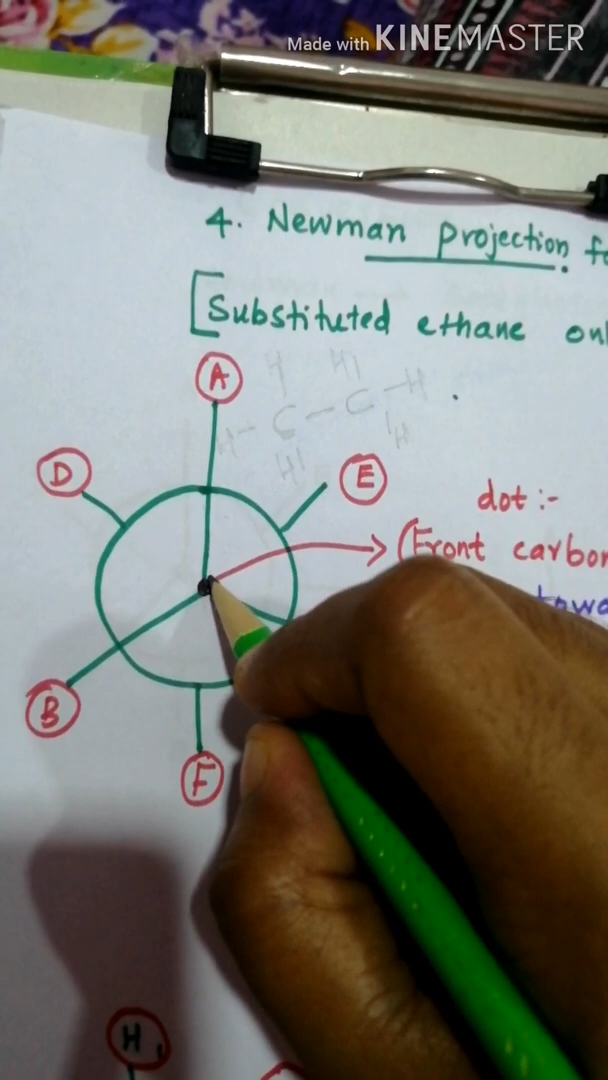 Made with KINEMASTER
4. Newman projection
[Substituted ethane
A
H H
H - C - C - H
H H
D
E
dot :-
(Front carbon
B
F
H